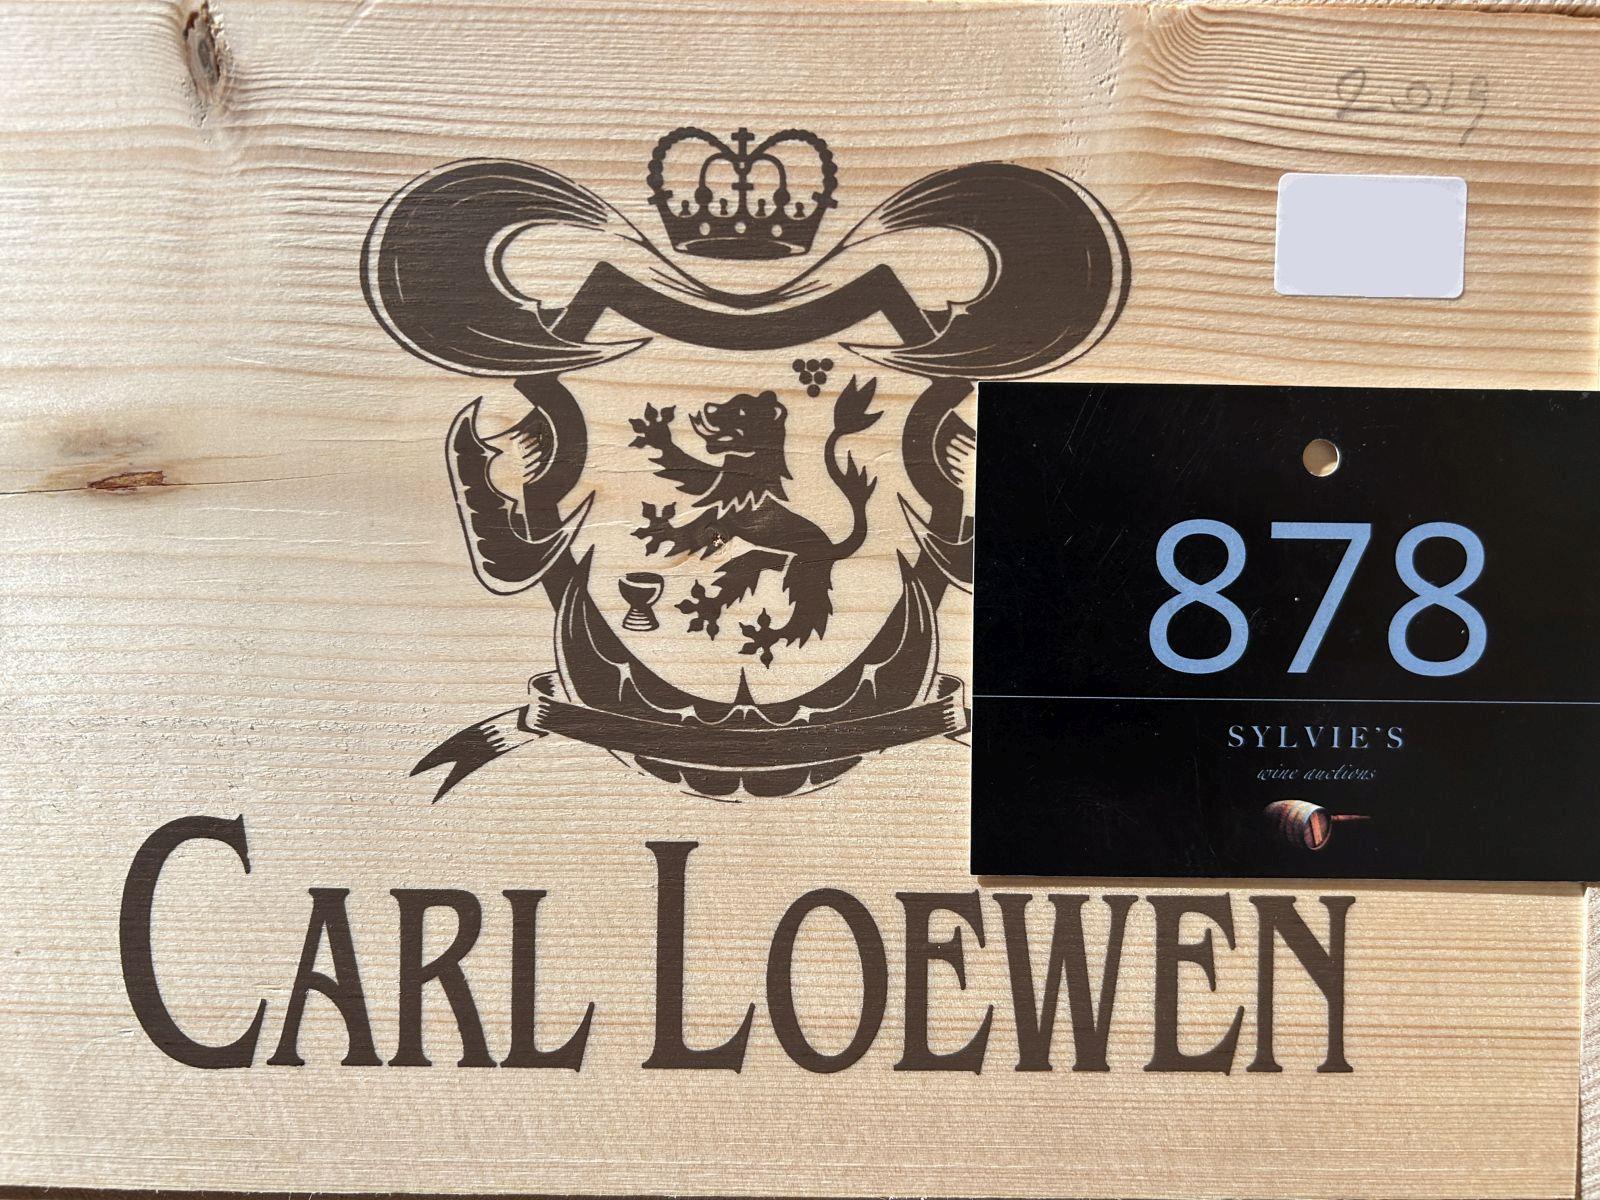 2019
878
SYLVIE'S
wine auctions
CARL LOEWEN